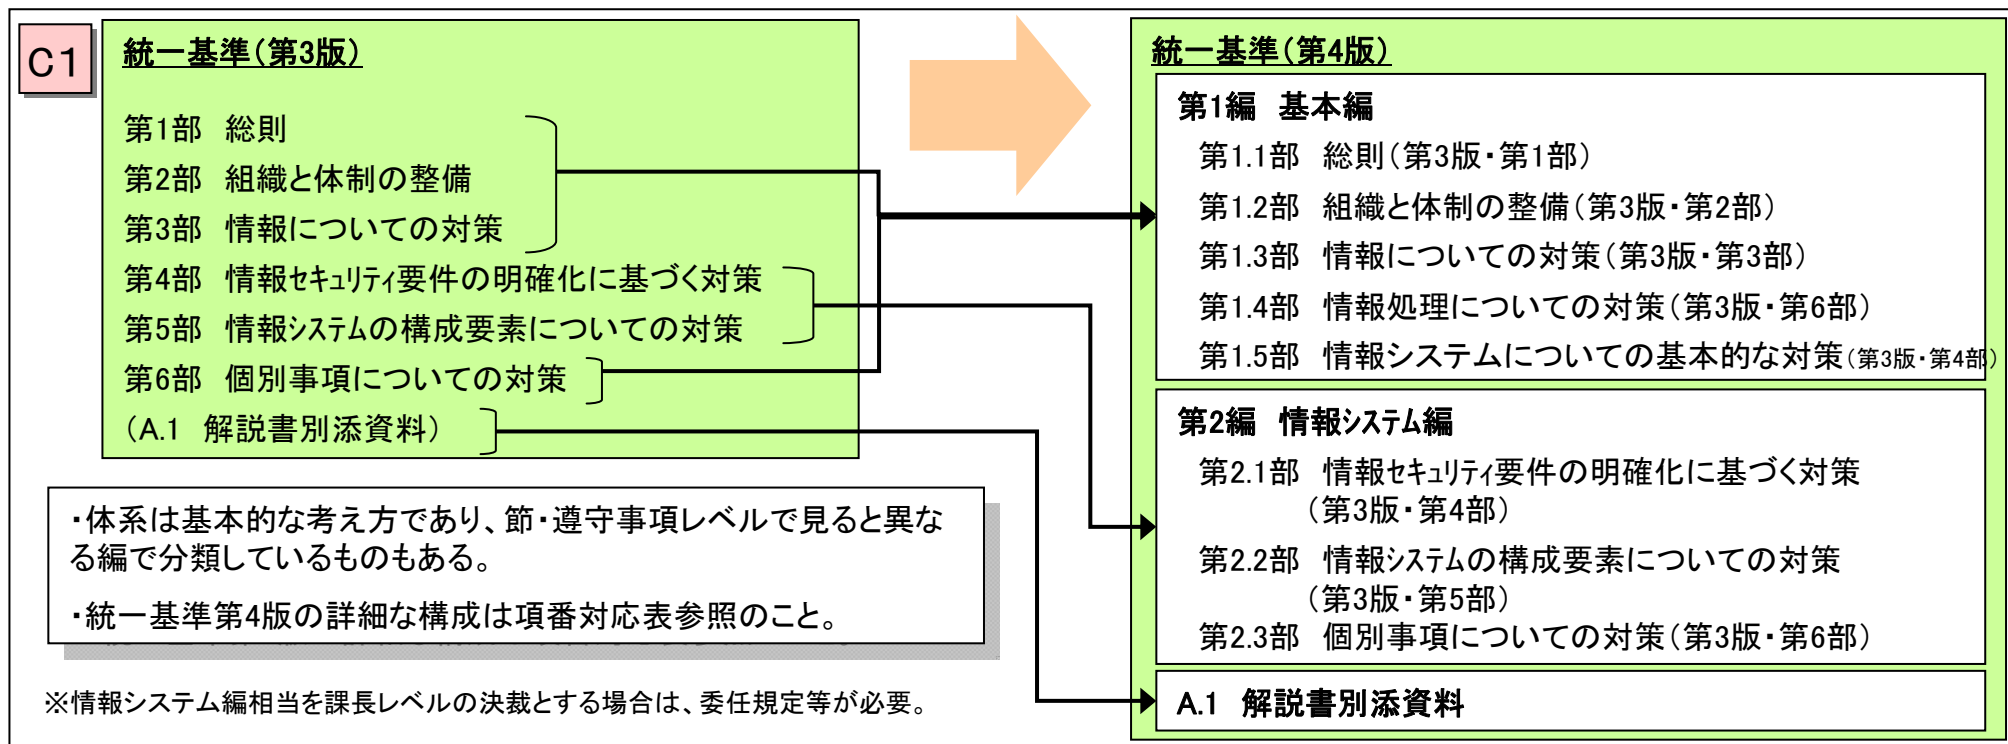 C1
統一基準(第3版)
第1部 総則
第2部 組織と体制の整備
第3部 情報についての対策
第4部 情報ｾｷｭﾘﾃｨ要件の明確化に基づく対策
第5部 情報ｼｽﾃﾑの構成要素についての対策
第6部 個別事項についての対策
(A.1 解説書別添資料)
・体系は基本的な考え方であり、節・遵守事項レベルで見ると異な
る編で分類しているものもある。
・統一基準第4版の詳細な構成は項番対応表参照のこと。
※情報システム編相当を課長レベルの決裁とする場合は、委任規定等が必要。
統一基準(第4版)
第1編 基本編
第1.1部 総則(第3版・第1部)
第1.2部 組織と体制の整備(第3版・第2部)
第1.3部 情報についての対策(第3版・第3部)
第1.4部 情報処理についての対策(第3版・第6部)
第1.5部 情報システムについての基本的な対策(第3版・第4部)
第2編 情報ｼｽﾃﾑ編
第2.1部 情報ｾｷｭﾘﾃｨ要件の明確化に基づく対策
(第3版・第4部)
第2.2部 情報ｼｽﾃﾑの構成要素についての対策
(第3版・第5部)
第2.3部 個別事項についての対策(第3版・第6部)
A.1 解説書別添資料